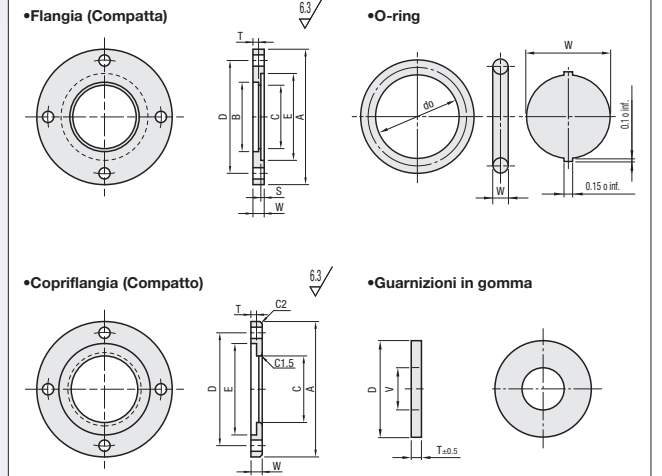 •Flangia (Compatta)
6.3
T
D
B
C
E
A
S
W
•O-ring
do
W
W
0.1 o inf.
0.15 o inf.
•Copriflangia (Compatto)
6.3
T
C2
C1.5
D
E
C
A
W
•Guarnizioni in gomma
D
V
T±0.5